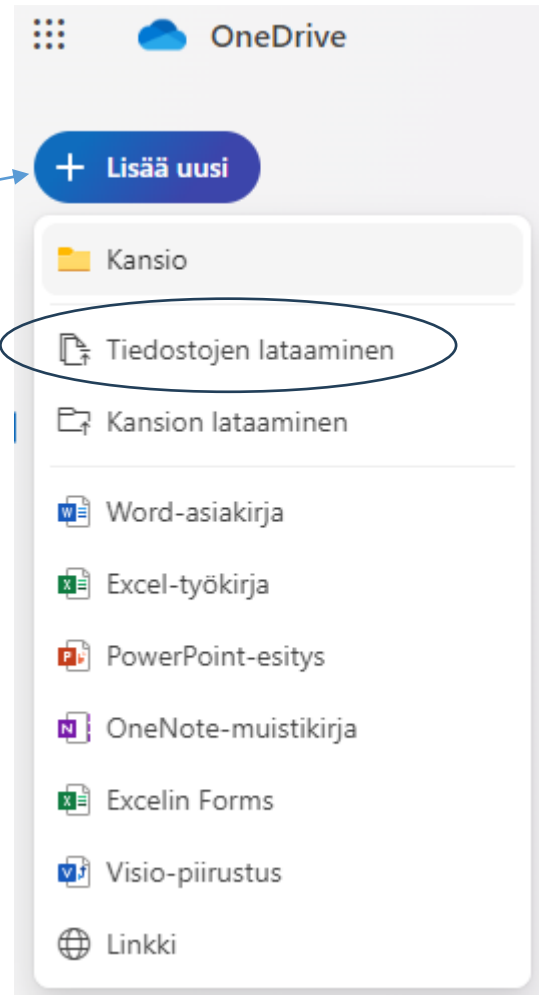 OneDrive
Lisää uusi
Kansio
Tiedostojen lataaminen
Kansion lataaminen
Word-asiakirja
Excel-työkirja
PowerPoint-esitys
OneNote-muistikirja
Excelin Forms
Visio-piirustus
Linkki